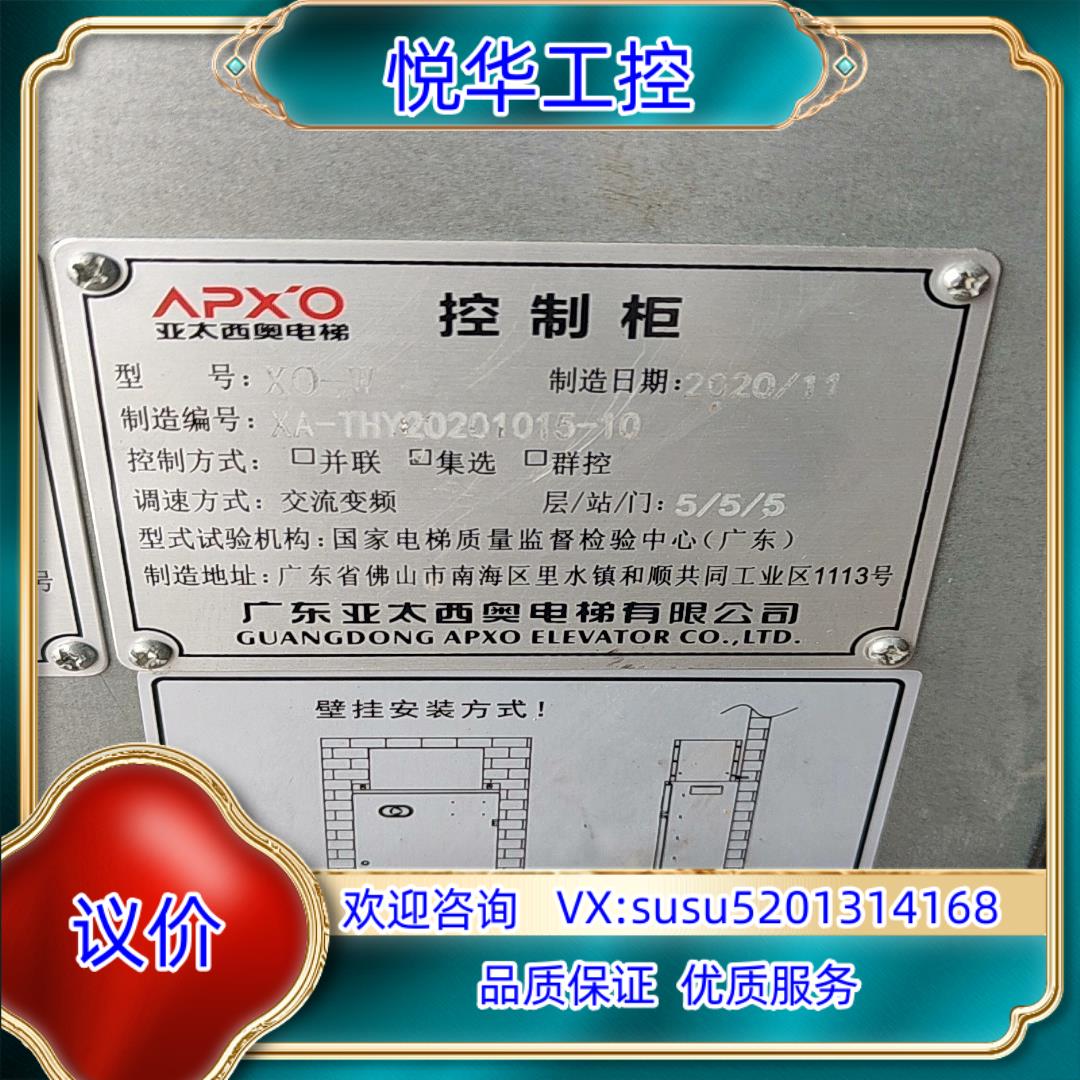 悦华工控
APXO
亚太西奥电梯
控制柜
型 号：XO-W 制造日期：2020/11
制造编号：XA-THY20201015-10
控制方式：□并联 ☑集选 □群控
调速方式：交流变频 层/站/门：5/5/5
型式试验机构：国家电梯质量监督检验中心（广东）
制造地址：广东省佛山市南海区里水镇和顺共同工业区1113号
广东亚太西奥电梯有限公司
GUANGDONG APXO ELEVATOR CO.,LTD.
号
壁挂安装方式！
议价
欢迎咨询 VX:susu5201314168
品质保证 优质服务